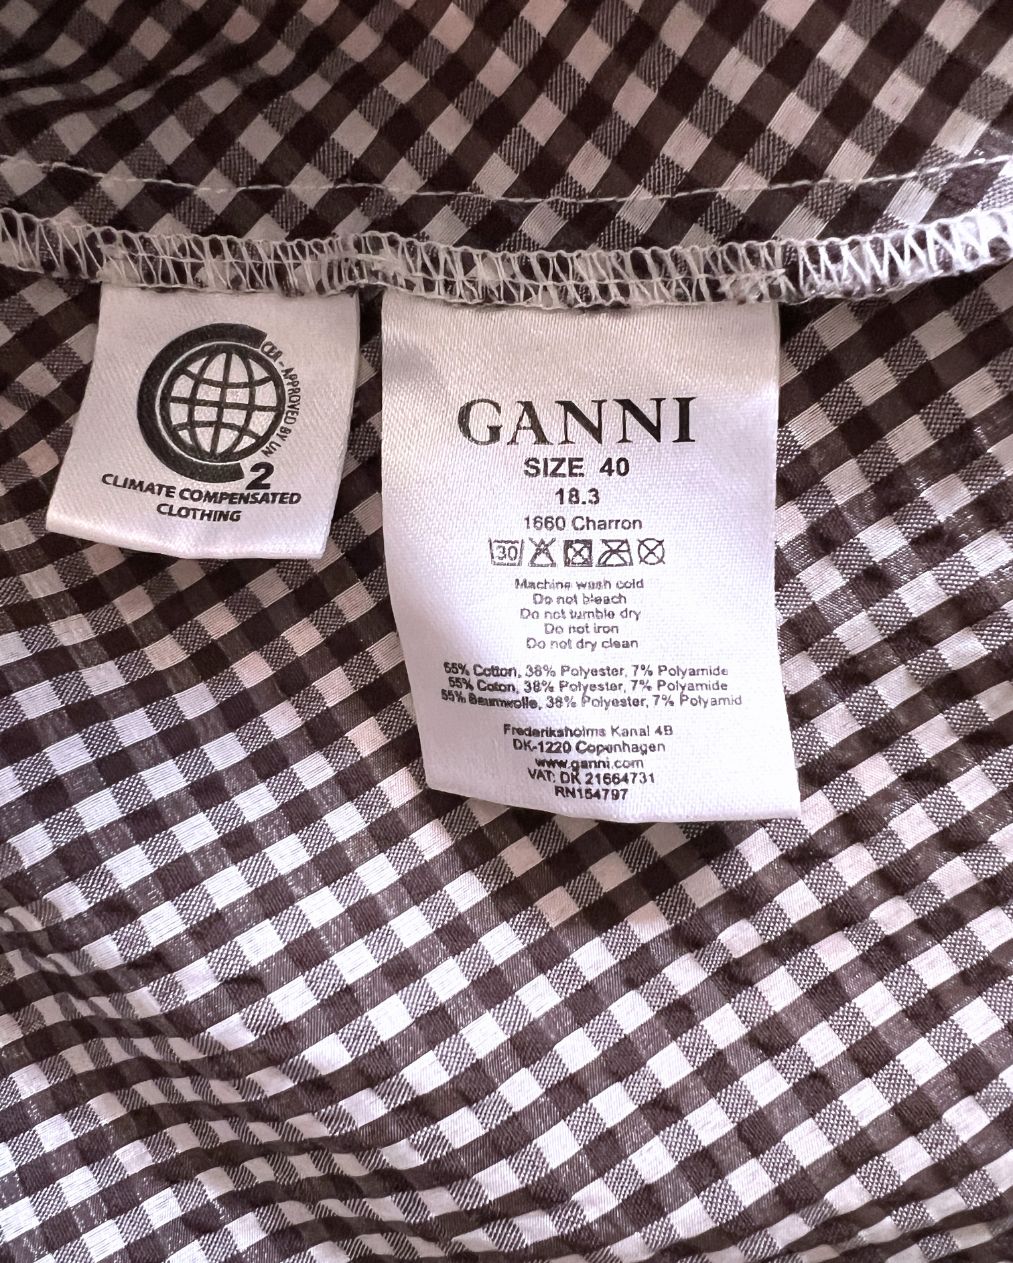 CER - APPROVED BY UN
2
CLIMATE COMPENSATED
CLOTHING
GANNI
SIZE 40
18.3
1660 Charron
30
Machine wash cold
Do not bleach
Do not tumble dry
Do not iron
Do not dry clean
55% Cotton, 38% Polyester, 7% Polyamide
55% Coton, 38% Polyester, 7% Polyamide
55% Baumwolle, 38% Polyester, 7% Polyamid
Frederiksholms Kanal 4B
DK-1220 Copenhagen
www.ganni.com
VAT: DK 21664731
RN154797